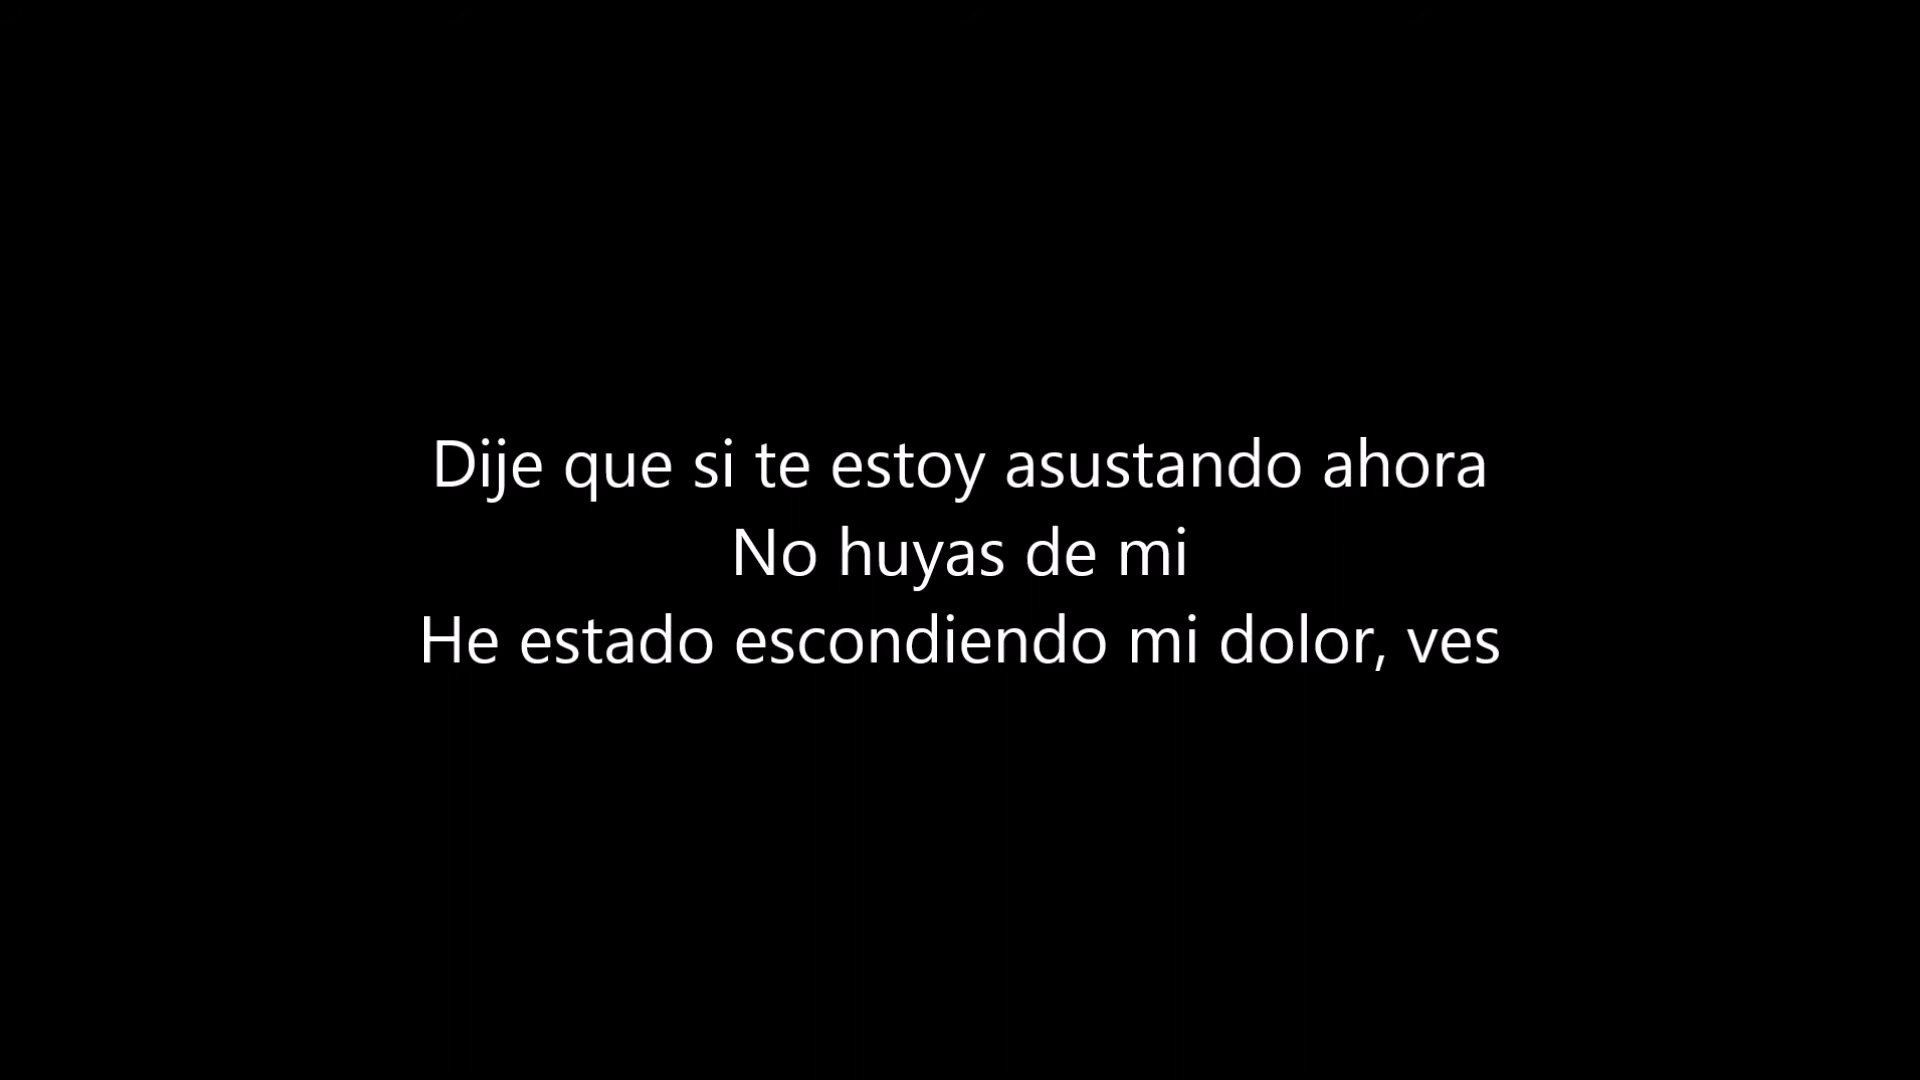 Dije que si te estoy asustando ahora
No huyas de mi
He estado escondiendo mi dolor, ves